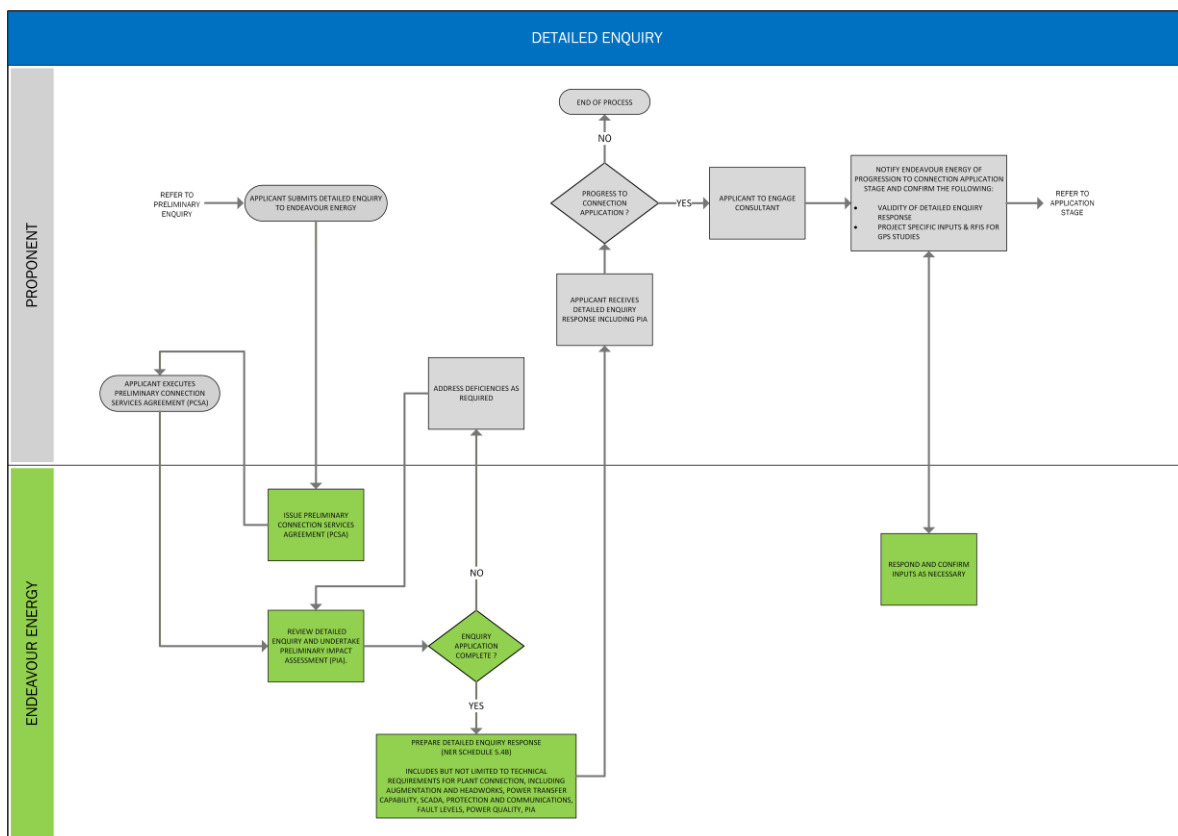 DETAILED ENQUIRY
PROPONENT
END OF PROCESS
NO
REFER TO
PRELIMINARY
ENQUIRY
APPLICANT SUBMITS DETAILED ENQUIRY
TO ENDEAVOUR ENERGY
PROGRESS TO
CONNECTION
APPLICATION ?
YES
APPLICANT TO ENGAGE
CONSULTANT
NOTIFY ENDEAVOUR ENERGY OF
PROGRESSION TO CONNECTION APPLICATION
STAGE AND CONFIRM THE FOLLOWING:
• VALIDITY OF DETAILED ENQUIRY
RESPONSE
• PROJECT SPECIFIC INPUTS & RFIS FOR
GPS STUDIES
REFER TO
APPLICATION
STAGE
APPLICANT RECEIVES
DETAILED ENQUIRY
RESPONSE INCLUDING PIA
APPLICANT EXECUTES
PRELIMINARY CONNECTION
SERVICES AGREEMENT (PCSA)
ADDRESS DEFICIENCIES AS
REQUIRED
ENDEAVOUR ENERGY
ISSUE PRELIMINARY
CONNECTION SERVICES
AGREEMENT (PCSA)
RESPOND AND CONFIRM
INPUTS AS NECESSARY
NO
REVIEW DETAILED
ENQUIRY AND UNDERTAKE
PRELIMINARY IMPACT
ASSESSMENT (PIA).
ENQUIRY
APPLICATION
COMPLETE ?
YES
PREPARE DETAILED ENQUIRY RESPONSE
(NER SCHEDULE 5.4B)
INCLUDES BUT NOT LIMITED TO TECHNICAL
REQUIREMENTS FOR PLANT CONNECTION, INCLUDING
AUGMENTATION AND HEADWORKS, POWER TRANSFER
CAPABILITY, SCADA, PROTECTION AND COMMUNICATIONS,
FAULT LEVELS, POWER QUALITY, PIA